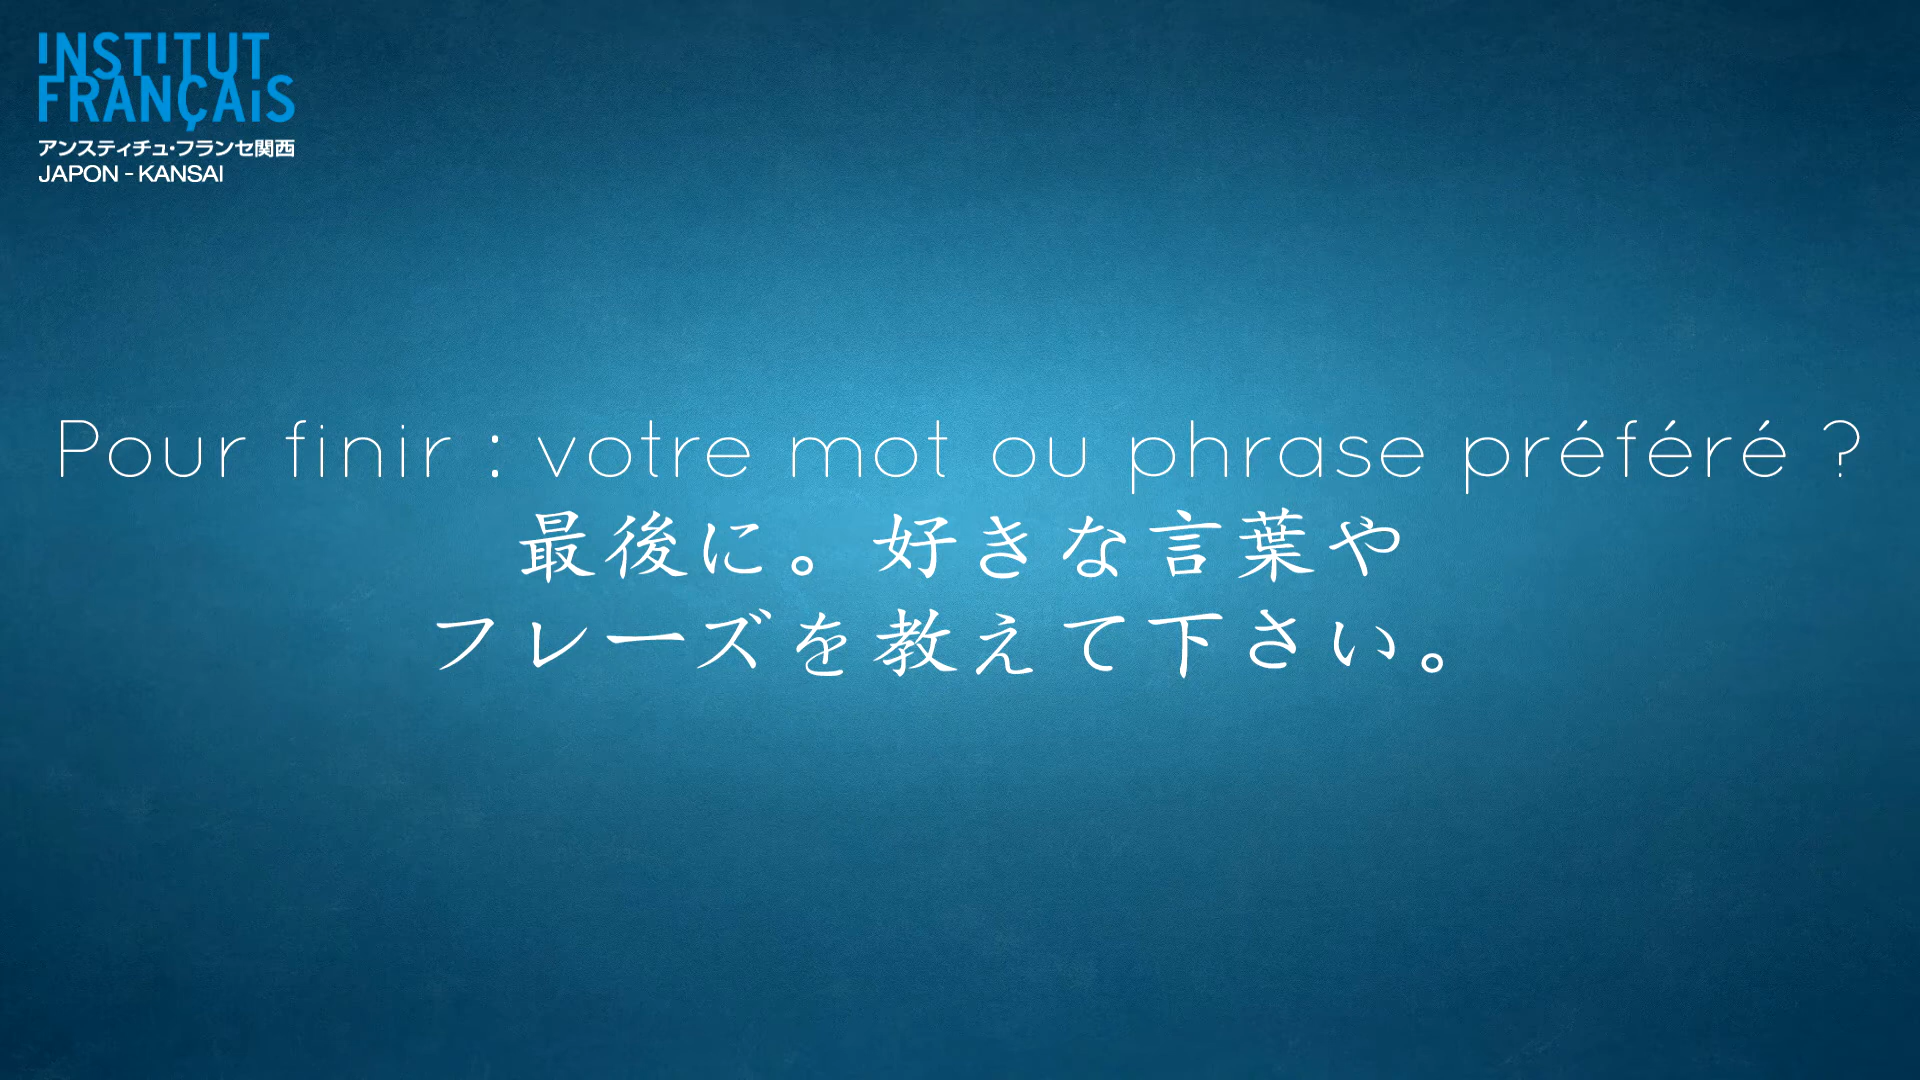 INSTITUT
FRANÇAIS
アンスティチュ・フランセ関西
JAPON - KANSAI
Pour finir : votre mot ou phrase préféré ?
最後に。好きな言葉や
フレーズを教えて下さい。